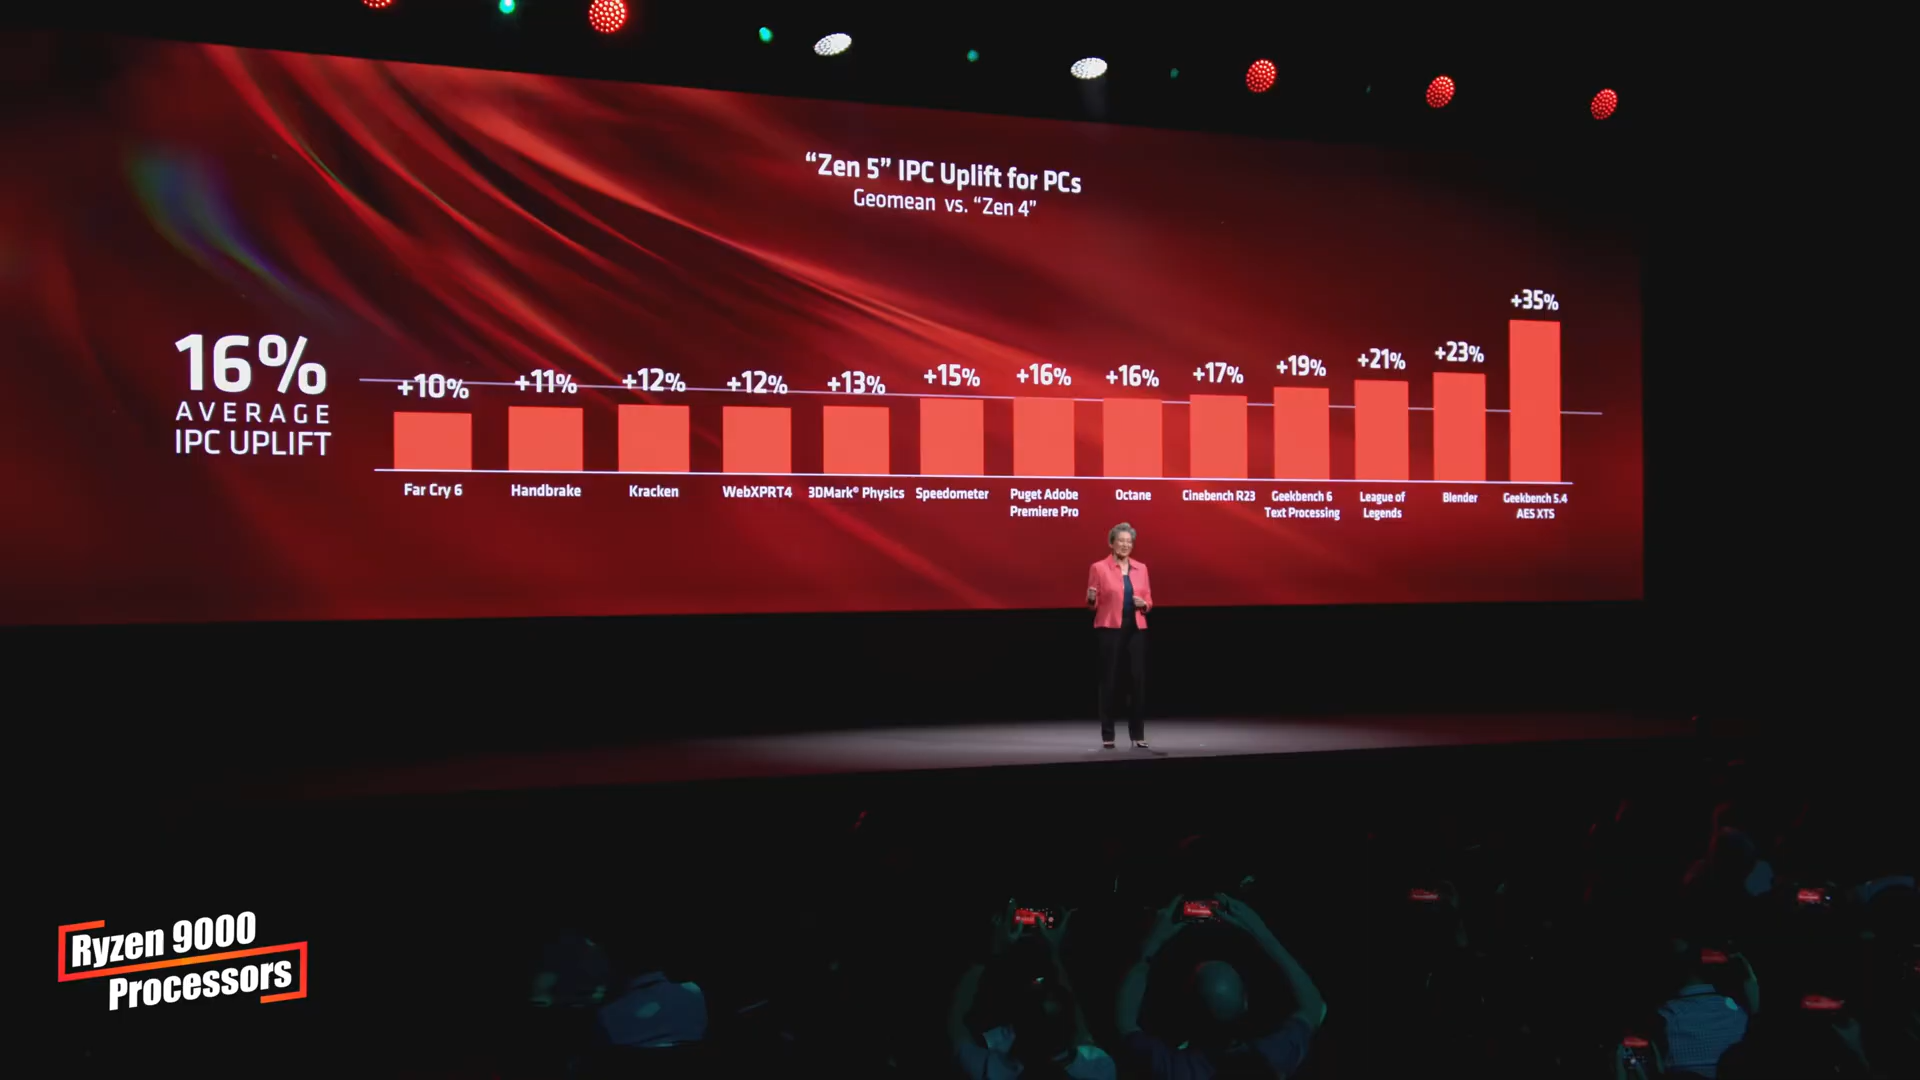 “Zen 5” IPC Uplift for PCs
Geomean vs. “Zen 4”
16%
AVERAGE
IPC UPLIFT
+10%
+11%
+12%
+12%
+13%
+15%
+16%
+16%
+17%
+19%
+21%
+23%
+35%
Far Cry 6
Handbrake
Kracken
WebXPRT4
3DMark® Physics
Speedometer
Puget Adobe
Premiere Pro
Octane
Cinebench R23
Geekbench 6
Text Processing
League of
Legends
Blender
Geekbench 5.4
AES XTS
Ryzen 9000
Processors